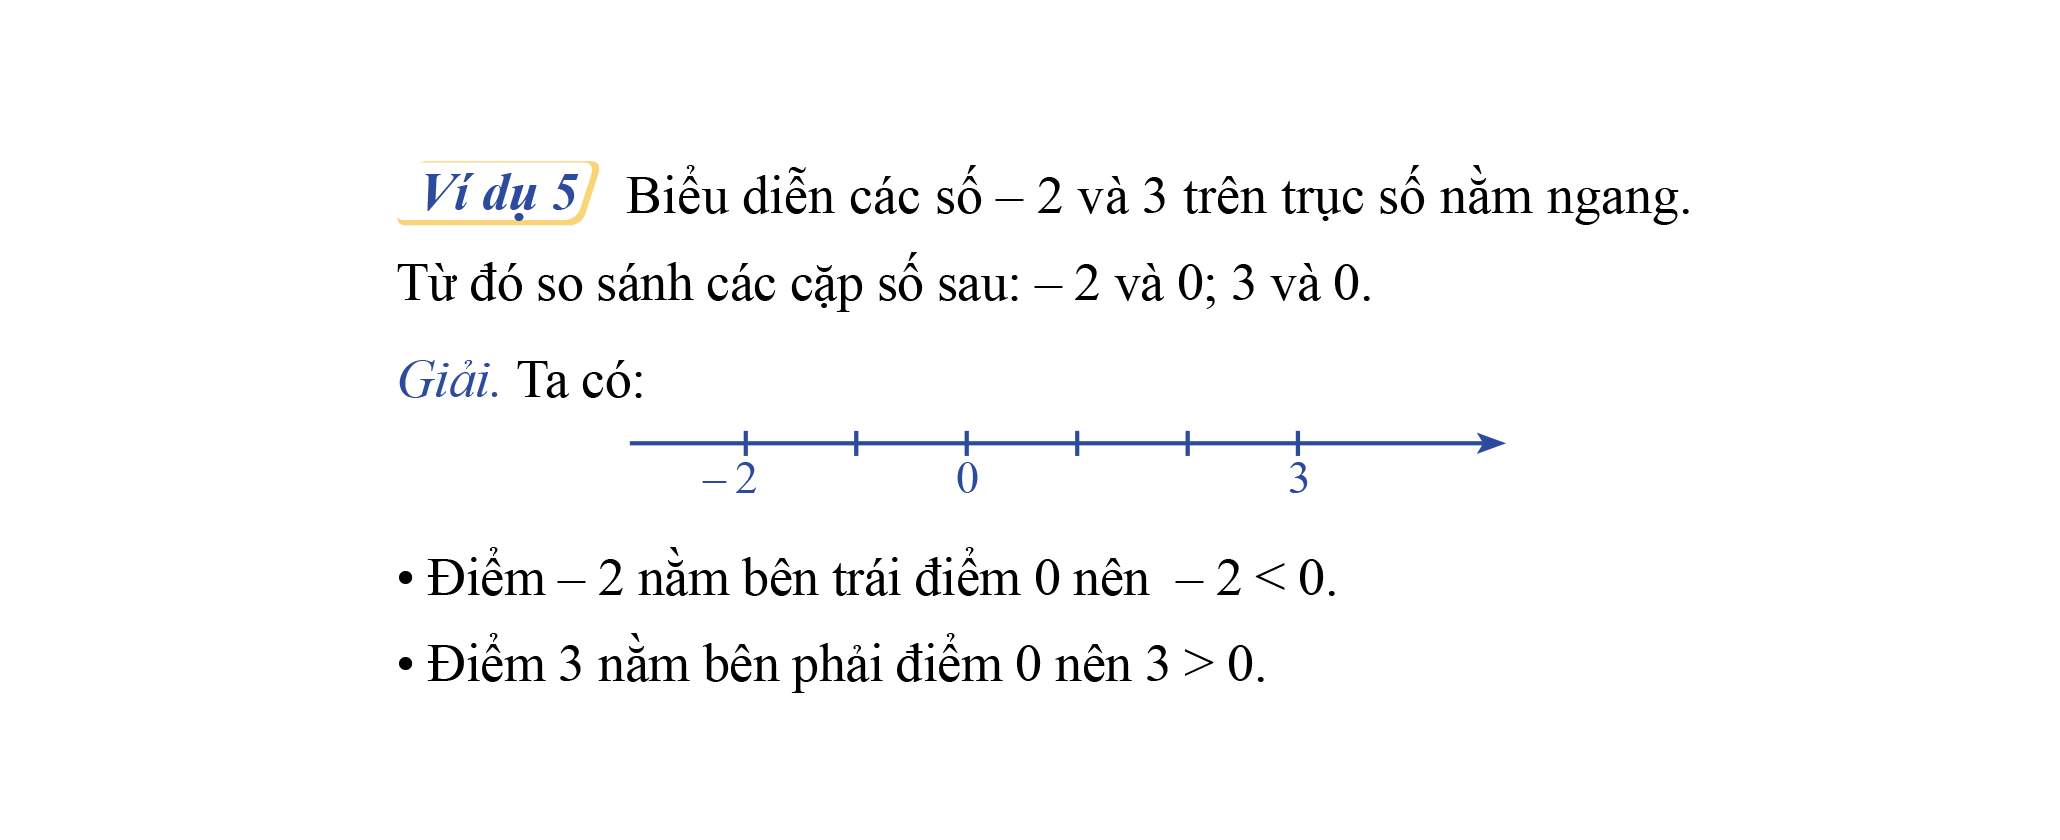 Ví dụ 5 Biểu diễn các số – 2 và 3 trên trục số nằm ngang.
Từ đó so sánh các cặp số sau: – 2 và 0; 3 và 0.
Giải. Ta có:
– 2 0 3
• Điểm – 2 nằm bên trái điểm 0 nên – 2 < 0.
• Điểm 3 nằm bên phải điểm 0 nên 3 > 0.